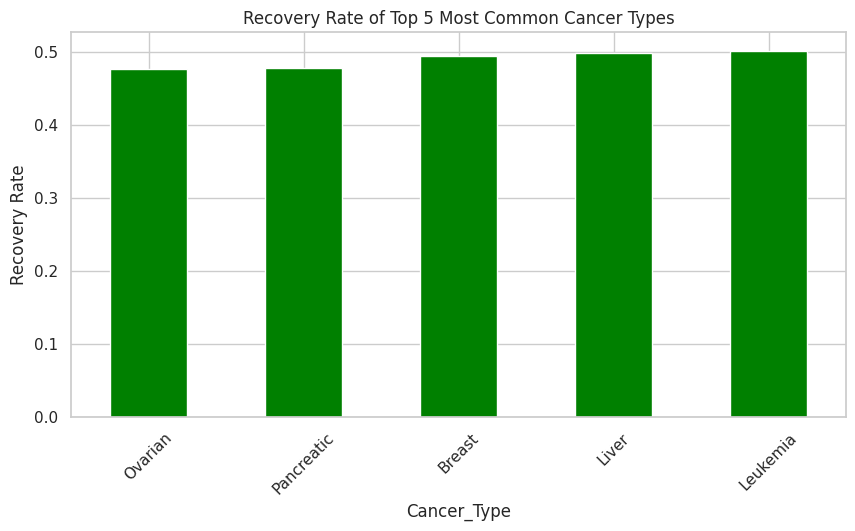 Recovery Rate of Top 5 Most Common Cancer Types
Recovery Rate
0.5
0.4
0.3
0.2
0.1
0.0
Ovarian
Pancreatic
Breast
Liver
Leukemia
Cancer_Type